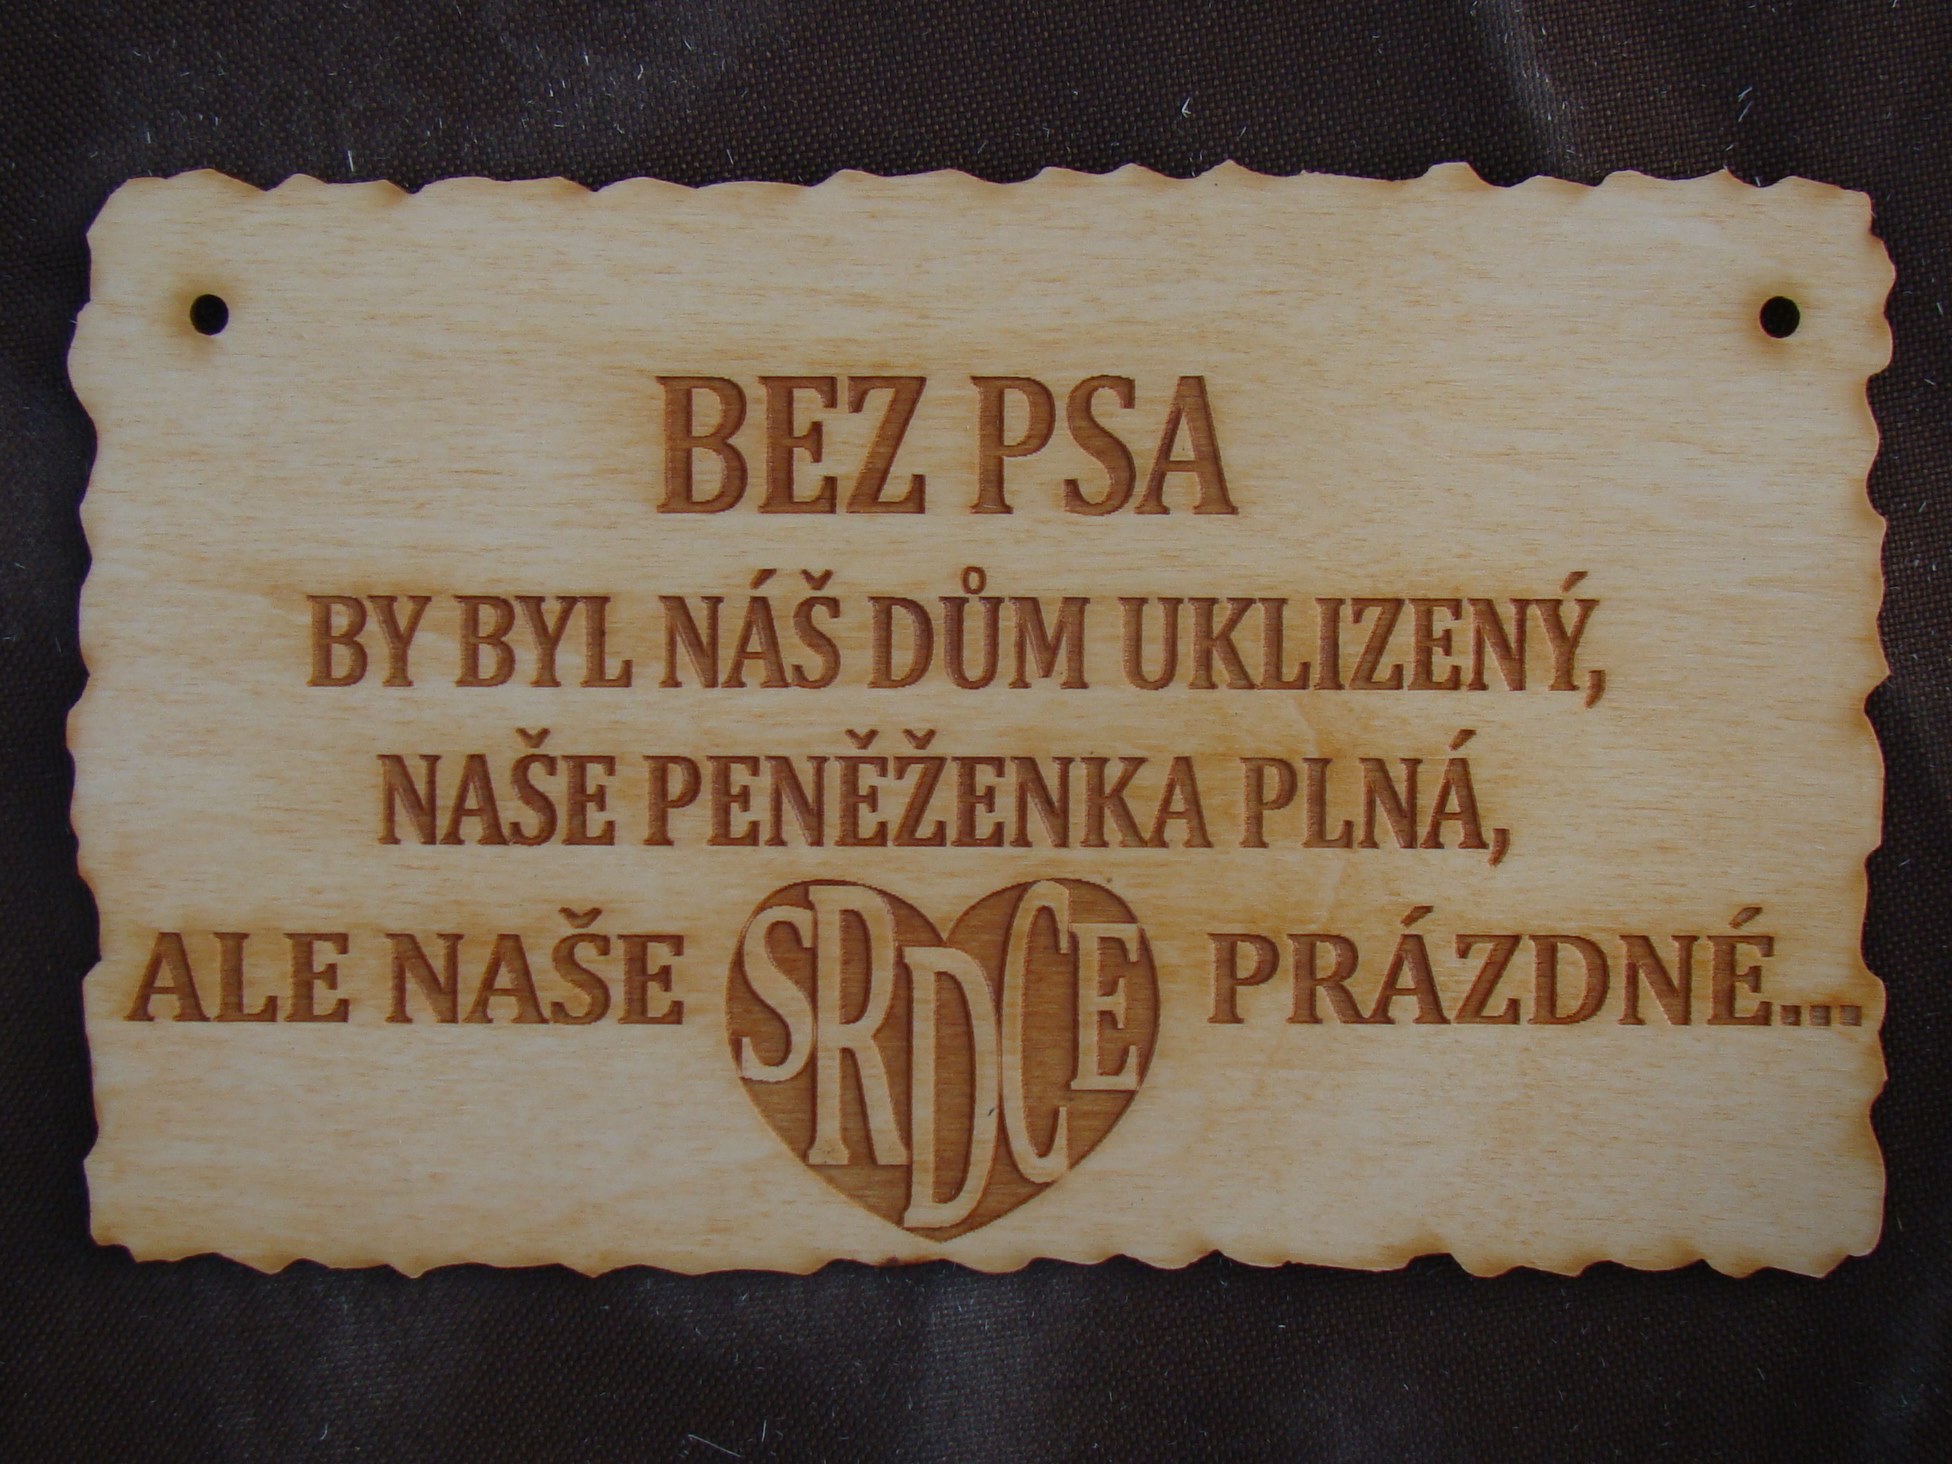 BEZ PSA
BY BYL NÁŠ DŮM UKLIZENÝ,
NAŠE PENĚŽENKA PLNÁ,
ALE NAŠE SRDCE PRÁZDNÉ...